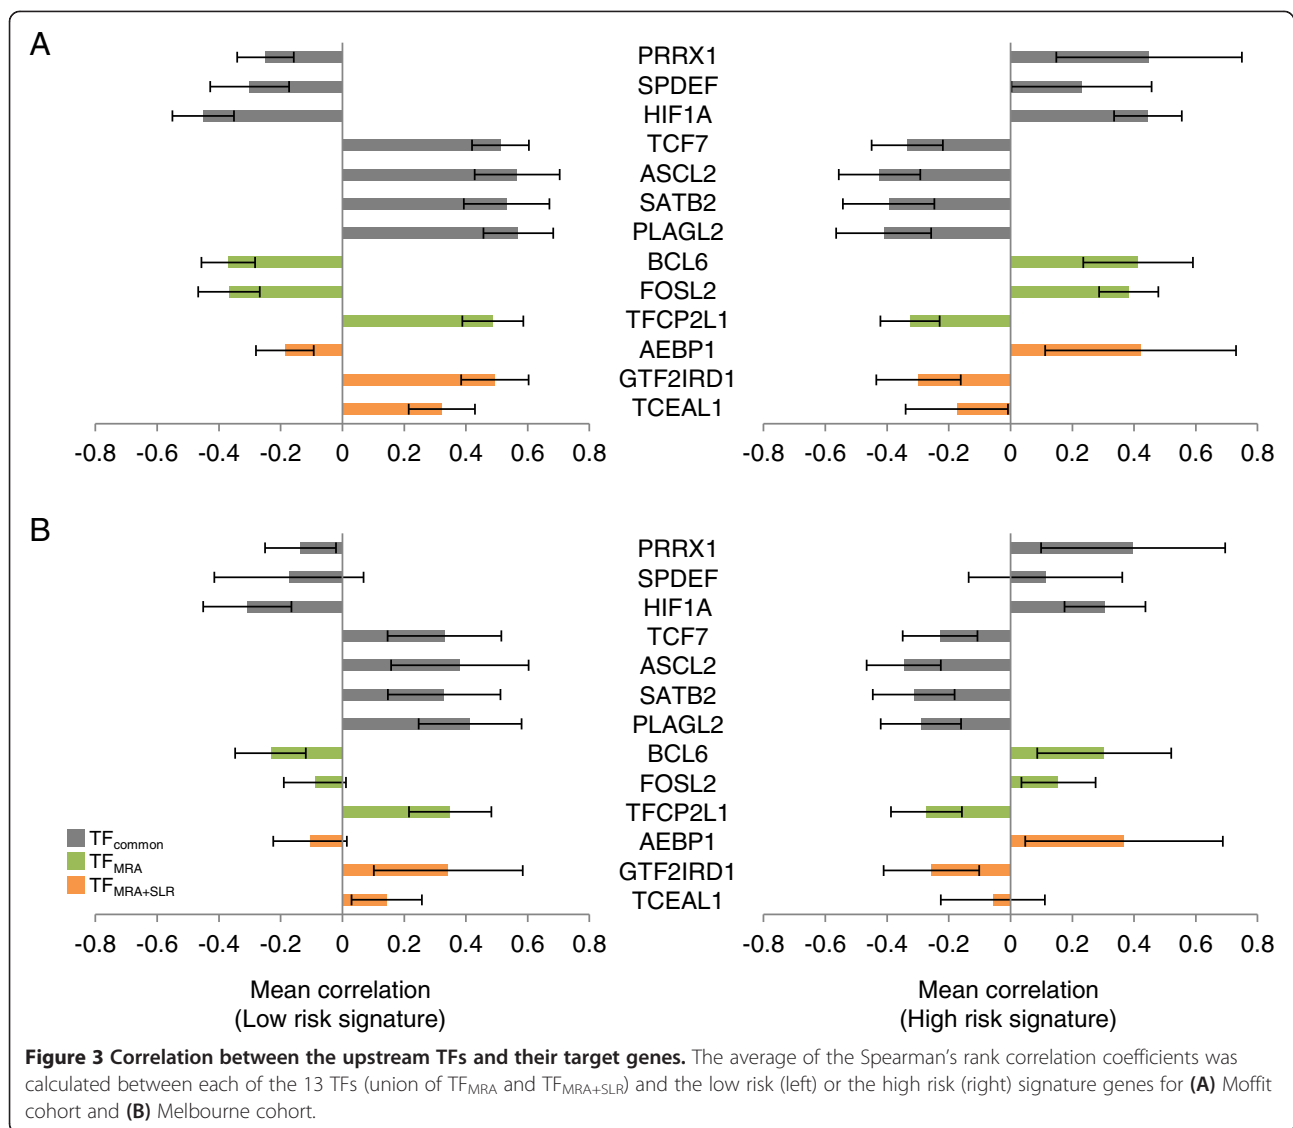 A
PRRX1
SPDEF
HIF1A
TCF7
ASCL2
SATB2
PLAGL2
BCL6
FOSL2
TFCP2L1
AEBP1
GTF2IRD1
TCEAL1
-0.8 -0.6 -0.4 -0.2 0 0.2 0.4 0.6 0.8
-0.8 -0.6 -0.4 -0.2 0 0.2 0.4 0.6 0.8
B
PRRX1
SPDEF
HIF1A
TCF7
ASCL2
SATB2
PLAGL2
BCL6
FOSL2
TFCP2L1
AEBP1
GTF2IRD1
TCEAL1
TFcommon
TFMRA
TFMRA+SLR
-0.8 -0.6 -0.4 -0.2 0 0.2 0.4 0.6 0.8
-0.8 -0.6 -0.4 -0.2 0 0.2 0.4 0.6 0.8
Mean correlation
(Low risk signature)
Mean correlation
(High risk signature)
Figure 3 Correlation between the upstream TFs and their target genes. The average of the Spearman's rank correlation coefficients was
calculated between each of the 13 TFs (union of TFMRA and TFMRA+SLR) and the low risk (left) or the high risk (right) signature genes for (A) Moffit
cohort and (B) Melbourne cohort.